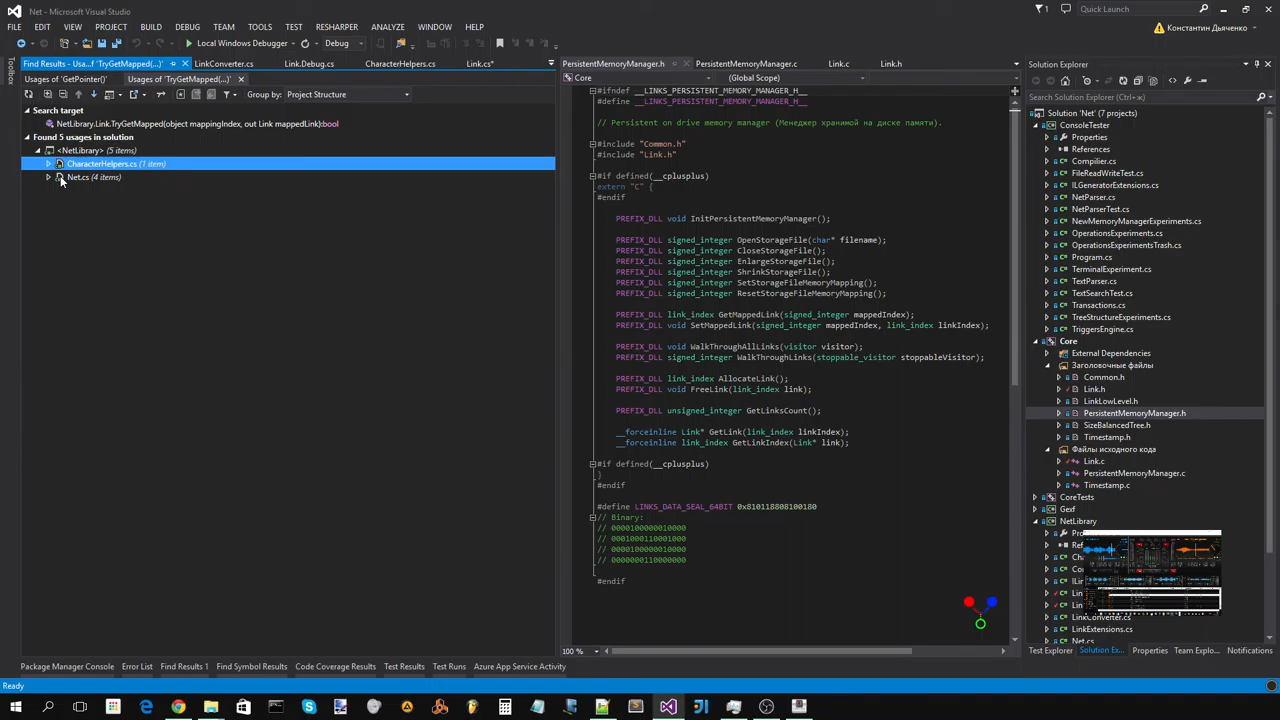 Net - Microsoft Visual Studio
1
Quick Launch (Ctrl+Q)
FILE EDIT VIEW PROJECT BUILD DEBUG TEAM TOOLS TEST RESHARPER ANALYZE WINDOW HELP
Константин Дьяченко
Local Windows Debugger
Debug
Toolbox
Find Results - Usa...f 'TryGetMapped(...)'
LinkConverter.cs
Link.Debug.cs
CharacterHelpers.cs
Link.cs*
Usages of 'GetPointer()
Usages of 'TryGetMapped(...)
Group by: Project Structure
Search target
NetLibrary.Link.TryGetMapped(object mappingIndex, out Link mappedLink):bool
Found 5 usages in solution
<NetLibrary> (5 items)
CharacterHelpers.cs (1 item)
Net.cs (4 items)
PersistentMemoryManager.h
PersistentMemoryManager.c
Link.c
Link.h
Core
(Global Scope)
#ifndef __LINKS_PERSISTENT_MEMORY_MANAGER_H__
#define __LINKS_PERSISTENT_MEMORY_MANAGER_H__
// Persistent on drive memory manager (Менеджер хранимой на диске памяти).
#include "Common.h"
#include "Link.h"
#if defined(__cplusplus)
extern "C" {
#endif
PREFIX_DLL void InitPersistentMemoryManager();
PREFIX_DLL signed_integer OpenStorageFile(char* filename);
PREFIX_DLL signed_integer CloseStorageFile();
PREFIX_DLL signed_integer EnlargeStorageFile();
PREFIX_DLL signed_integer ShrinkStorageFile();
PREFIX_DLL signed_integer SetStorageFileMemoryMapping();
PREFIX_DLL signed_integer ResetStorageFileMemoryMapping();
PREFIX_DLL link_index GetMappedLink(signed_integer mappedIndex);
PREFIX_DLL void SetMappedLink(signed_integer mappedIndex, link_index linkIndex);
PREFIX_DLL void WalkThroughAllLinks(visitor visitor);
PREFIX_DLL signed_integer WalkThroughLinks(stoppable_visitor stoppableVisitor);
PREFIX_DLL link_index AllocateLink();
PREFIX_DLL void FreeLink(link_index link);
PREFIX_DLL unsigned_integer GetLinksCount();
__forceinline Link* GetLink(link_index linkIndex);
__forceinline link_index GetLinkIndex(Link* link);
#if defined(__cplusplus)
}
#endif
#define LINKS_DATA_SEAL_64BIT 0x810118808100180
// Binary:
// 0000100000010000
// 0001000110001000
// 0000100000010000
// 0000000110000000
#endif
100 %
Solution Explorer
Search Solution Explorer (Ctrl+ж)
Solution 'Net' (7 projects)
ConsoleTester
Properties
References
Compiler.cs
FileReadWriteTest.cs
ILGeneratorExtensions.cs
NetParser.cs
NetParserTest.cs
NewMemoryManagerExperiments.cs
OperationsExperiments.cs
OperationsExperimentsTrash.cs
Program.cs
TerminalExperiment.cs
TextParser.cs
TextSearchTest.cs
Transactions.cs
TreeStructureExperiments.cs
TriggersEngine.cs
Core
External Dependencies
Заголовочные файлы
Common.h
Link.h
LinkLowLevel.h
PersistentMemoryManager.h
SizeBalancedTree.h
Timestamp.h
Файлы исходного кода
Link.c
PersistentMemoryManager.c
Timestamp.c
CoreTests
Gexf
NetLibrary
LinkConverter.cs
LinkExtensions.cs
Net.cs
Test Explorer
Solution Ex...
Properties
Team Explo...
Notifications
Package Manager Console
Error List
Find Results 1
Find Symbol Results
Code Coverage Results
Test Results
Test Runs
Azure App Service Activity
Ready